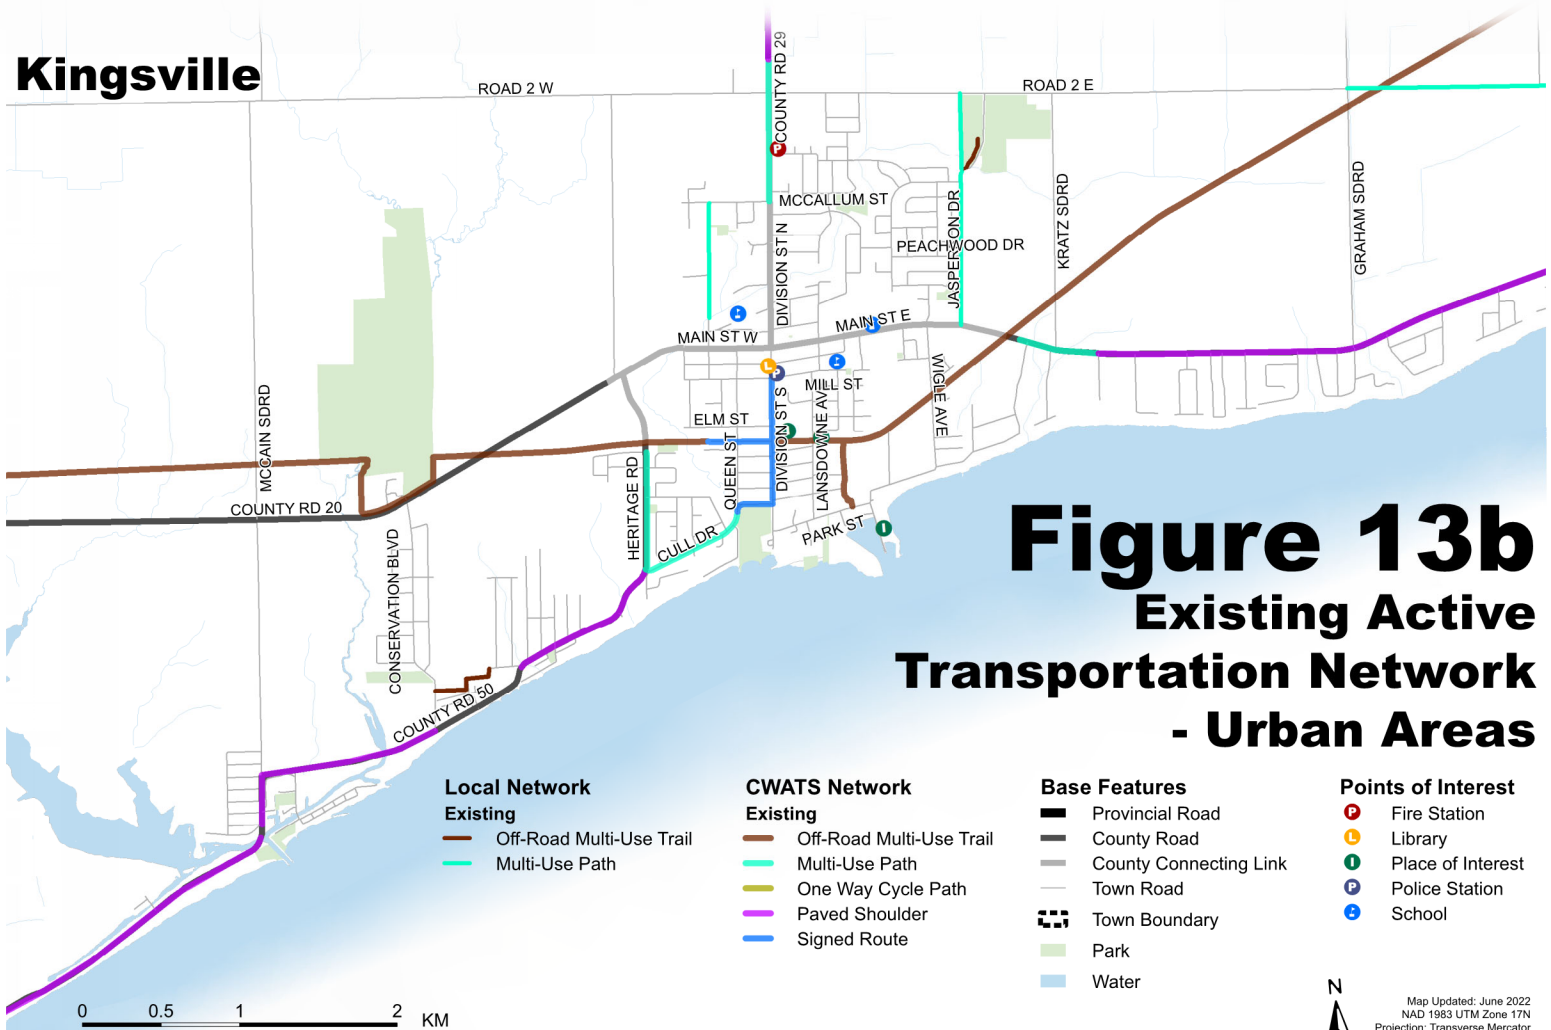 Kingsville
ROAD 2 W
COUNTY RD 29
ROAD 2 E
MCCALLUM ST
DIVISION ST N
PEACHWOOD DR
JASPERSON DR
KRATZ SDRD
GRAHAM SDRD
MAIN ST W
MAIN ST E
MILL ST
WIGLE AVE
ELM ST
DIVISION ST S
LANSDOWNE AVE
QUEEN ST
MCCAIN SDRD
COUNTY RD 20
HERITAGE RD
CULL DR
PARK ST
CONSERVATION BLVD
COUNTY RD 50
Figure 13b
Existing Active
Transportation Network
- Urban Areas
Local Network
Existing
Off-Road Multi-Use Trail
Multi-Use Path
CWATS Network
Existing
Off-Road Multi-Use Trail
Multi-Use Path
One Way Cycle Path
Paved Shoulder
Signed Route
Base Features
Provincial Road
County Road
County Connecting Link
Town Road
Town Boundary
Park
Water
Points of Interest
P Fire Station
L Library
I Place of Interest
P Police Station
School
0 0.5 1 2 KM
N
Map Updated: June 2022
NAD 1983 UTM Zone 17N
Projection: Transverse Mercator